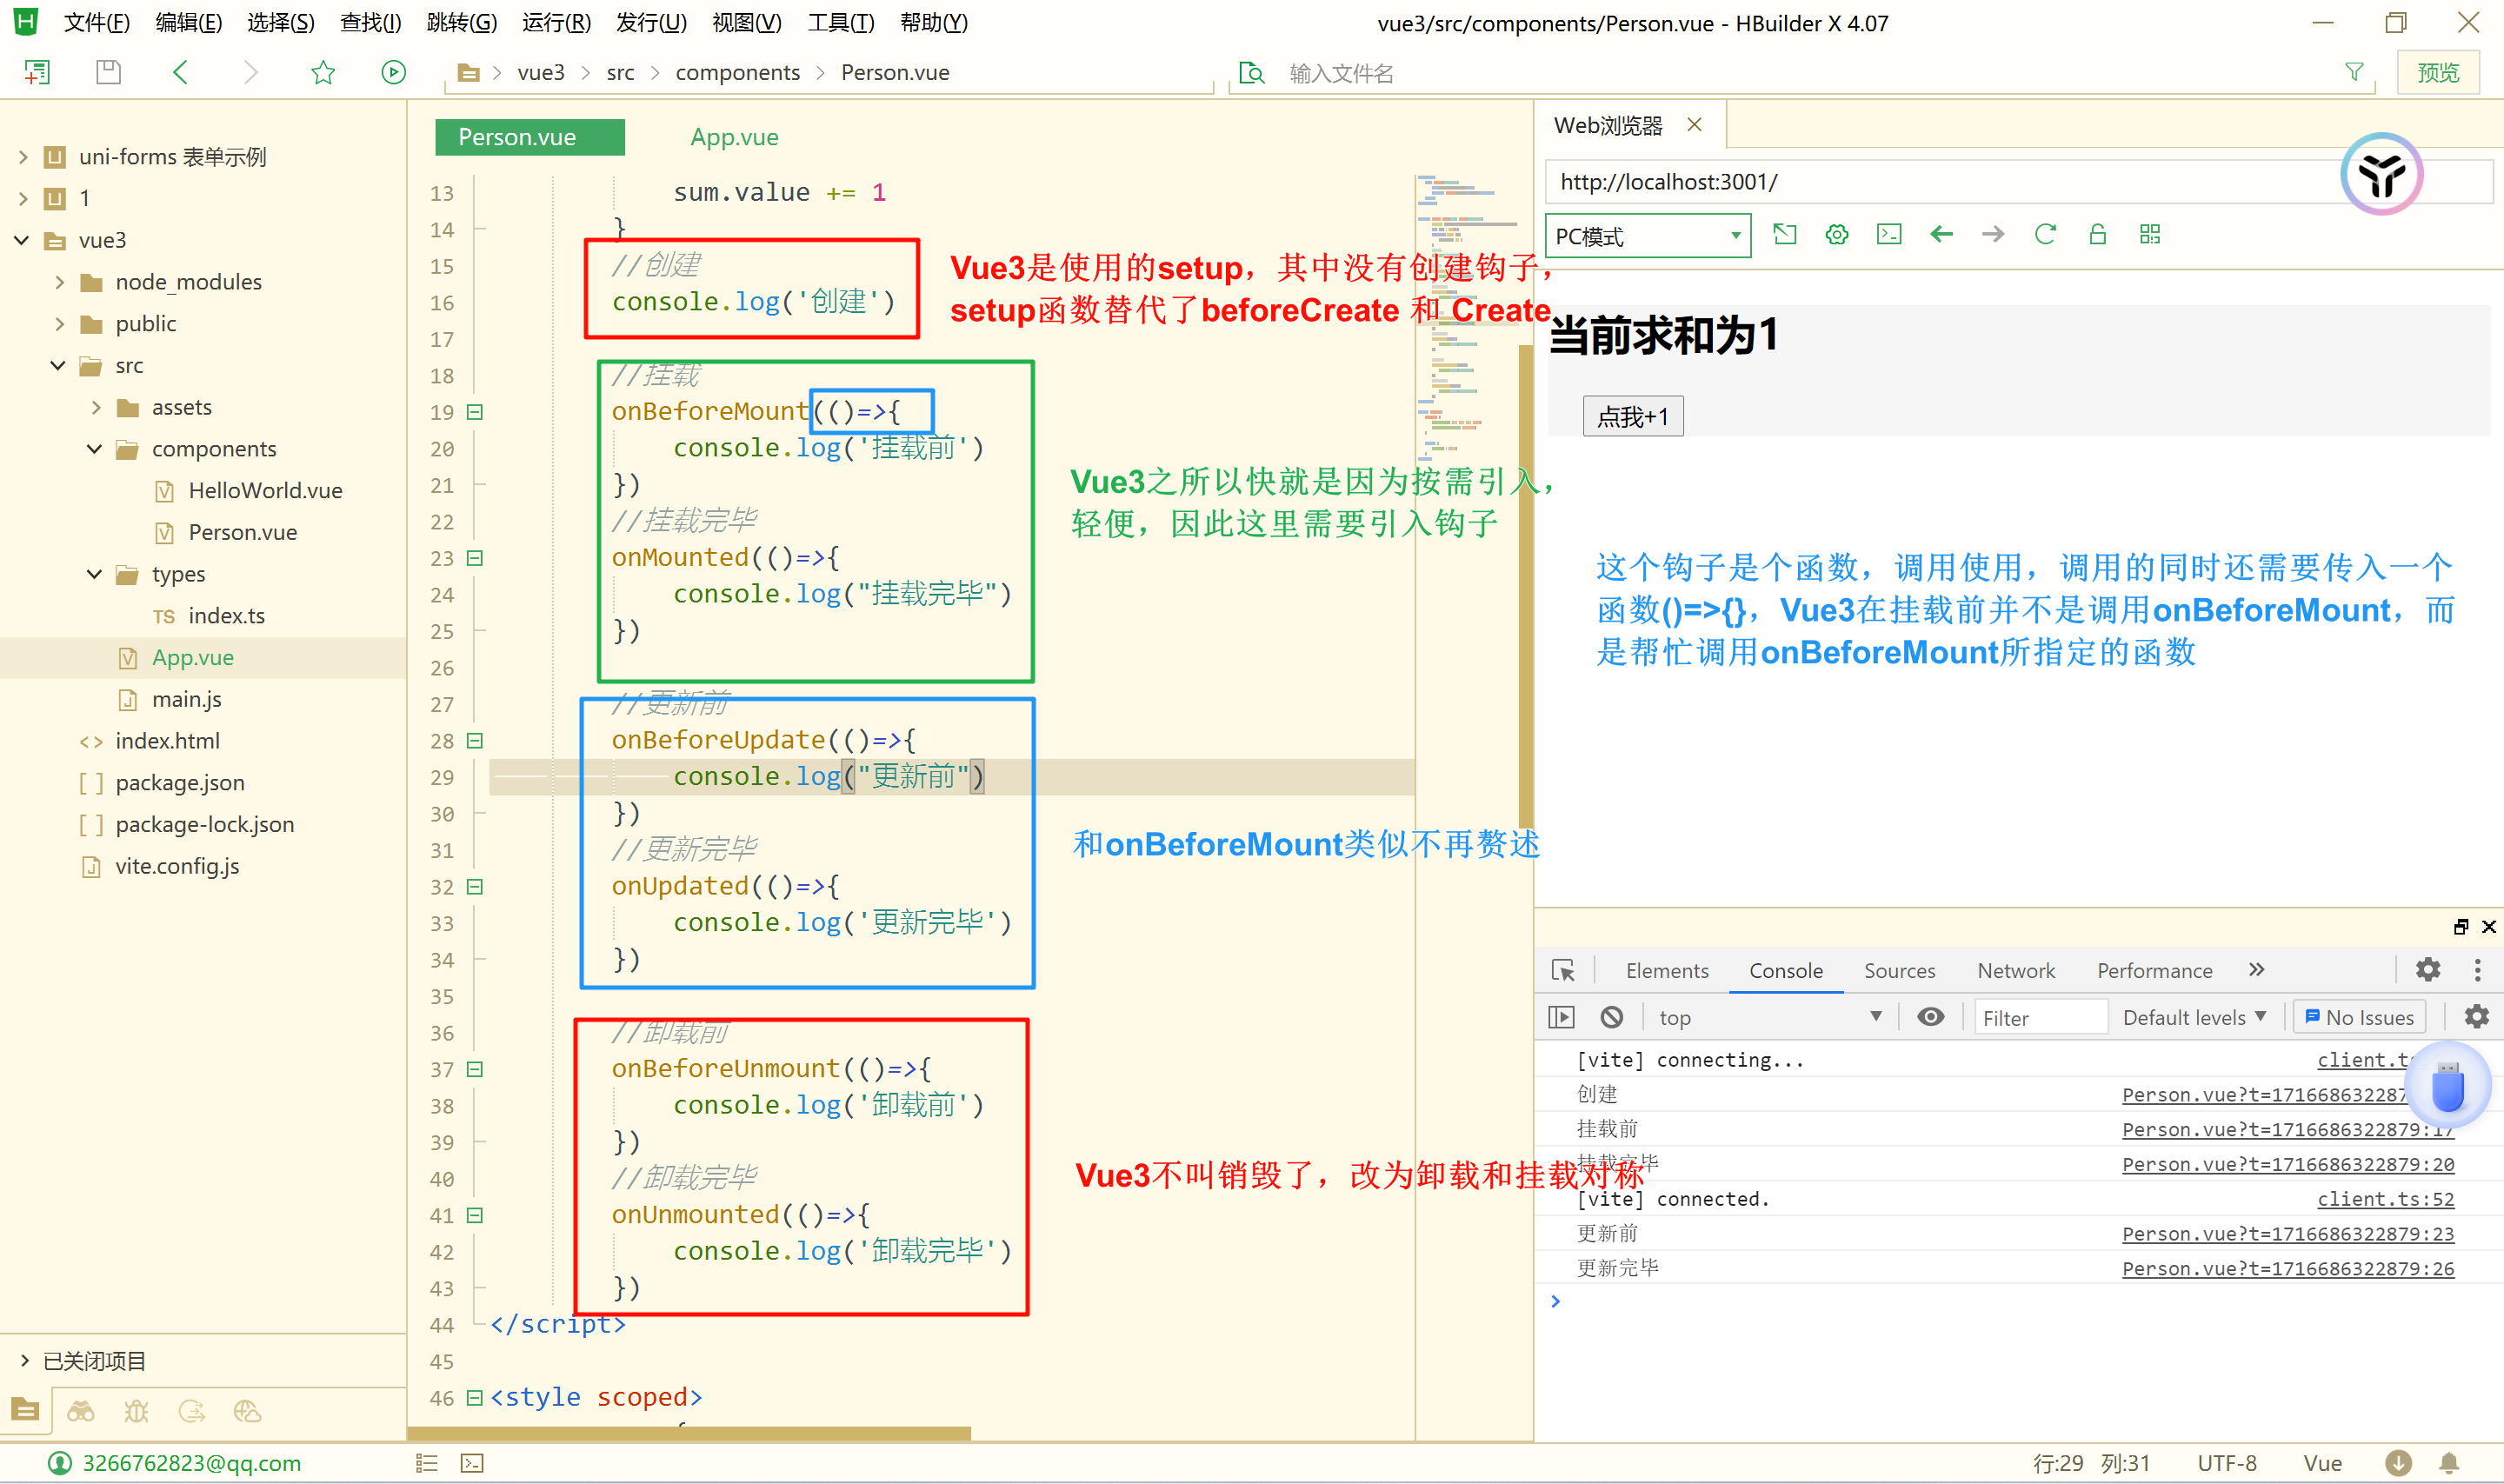 文件(F) 编辑(E) 选择(S) 查找(I) 跳转(G) 运行(R) 发行(U) 视图(V) 工具(T) 帮助(Y)
vue3/src/components/Person.vue - HBuilder X 4.07
vue3 src components Person.vue
输入文件名
预览
uni-forms 表单示例
1
vue3
node_modules
public
src
assets
components
HelloWorld.vue
Person.vue
types
TS index.ts
App.vue
main.js
index.html
package.json
package-lock.json
vite.config.js
已关闭项目
Person.vue App.vue
13 sum.value += 1
14 }
15 //创建
16 console.log('创建')
17
18 //挂载
19 onBeforeMount(()=>{
20 console.log('挂载前')
21 })
22 //挂载完毕
23 onMounted(()=>{
24 console.log("挂载完毕")
25 })
26
27 //更新前
28 onBeforeUpdate(()=>{
29 console.log("更新前")
30 })
31 //更新完毕
32 onUpdated(()=>{
33 console.log('更新完毕')
34 })
35
36 //卸载前
37 onBeforeUnmount(()=>{
38 console.log('卸载前')
39 })
40 //卸载完毕
41 onUnmounted(()=>{
42 console.log('卸载完毕')
43 })
44 </script>
45
46 <style scoped>
Vue3是使用的setup，其中没有创建钩子，
setup函数替代了beforeCreate 和 Create
Vue3之所以快就是因为按需引入，
轻便，因此这里需要引入钩子
和onBeforeMount类似不再赘述
Vue3不叫销毁了，改为卸载和挂载对称
Web浏览器
http://localhost:3001/
PC模式
当前求和为1
点我+1
这个钩子是个函数，调用使用，调用的同时还需要传入一个
函数()=>{}，Vue3在挂载前并不是调用onBeforeMount，而
是帮忙调用onBeforeMount所指定的函数
Elements Console Sources Network Performance
top Filter Default levels No Issues
[vite] connecting... client.t
创建 Person.vue?t=171668632287
挂载前 Person.vue?t=1716686322879:17
挂载完毕 Person.vue?t=1716686322879:20
[vite] connected. client.ts:52
更新前 Person.vue?t=1716686322879:23
更新完毕 Person.vue?t=1716686322879:26
3266762823@qq.com
行:29 列:31 UTF-8 Vue